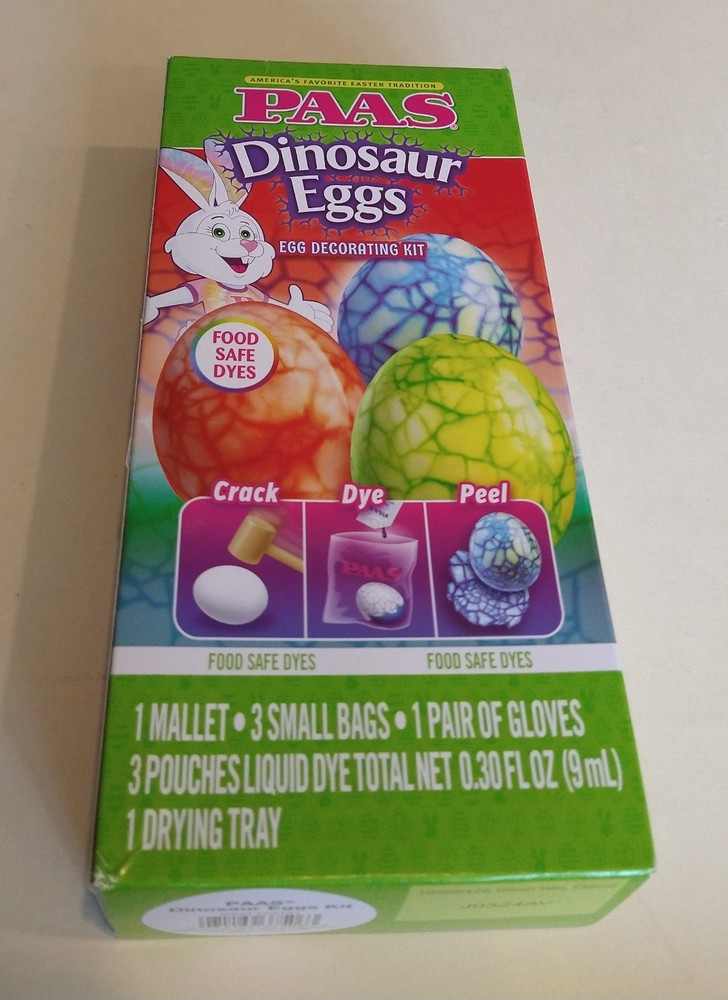 AMERICA'S FAVORITE EASTER TRADITION
PAAS
Dinosaur
Eggs
EGG DECORATING KIT
FOOD
SAFE
DYES
Crack Dye Peel
PAAS
FOOD SAFE DYES FOOD SAFE DYES
1 MALLET • 3 SMALL BAGS • 1 PAIR OF GLOVES
3 POUCHES LIQUID DYE TOTAL NET 0.30 FL OZ (9 mL)
1 DRYING TRAY
PAAS
Dinosaur Eggs Kit